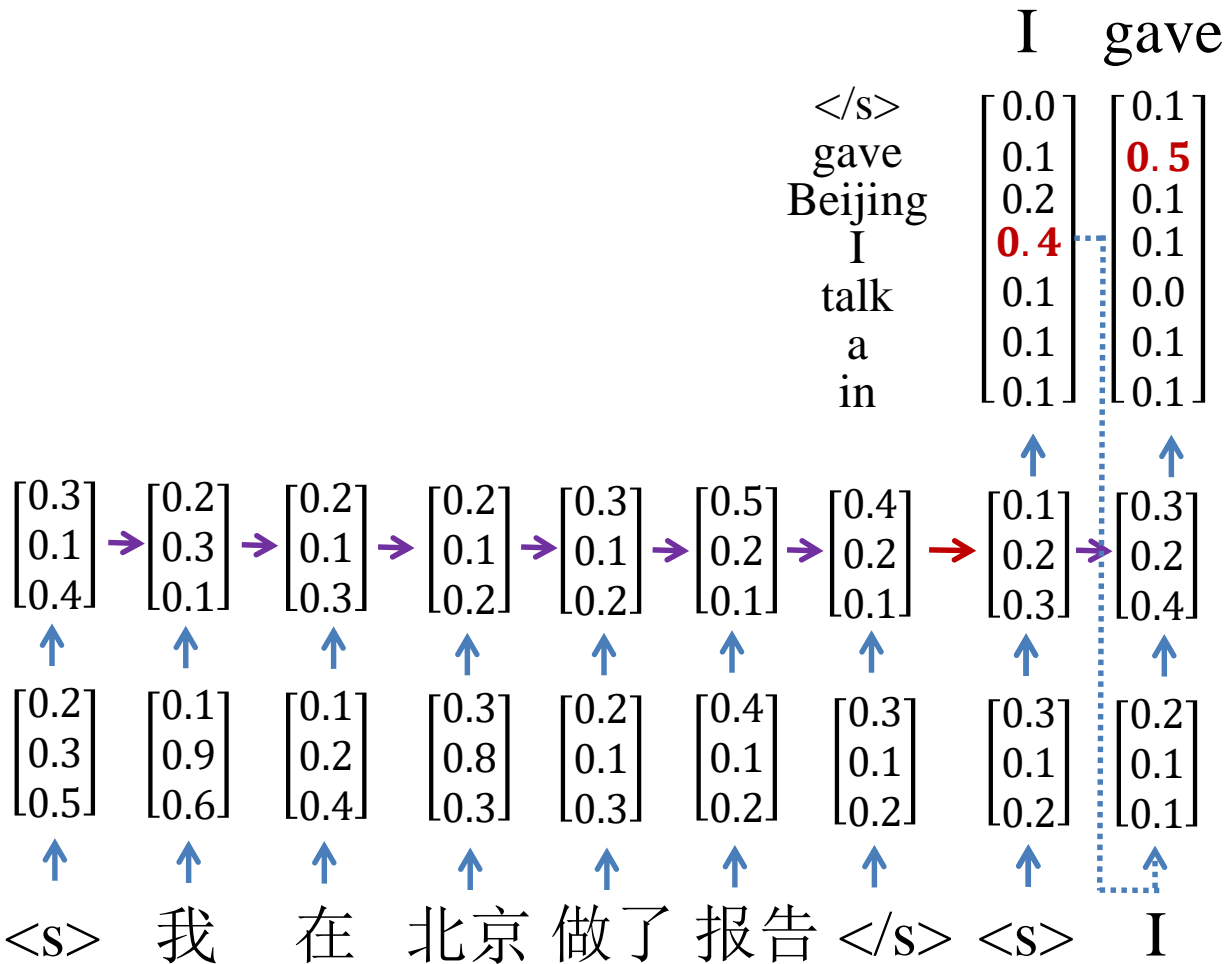 I gave
</s> 0.0 0.1
gave 0.1 0.5
Beijing 0.2 0.1
I 0.4 0.1
talk 0.1 0.0
a 0.1 0.1
in 0.1 0.1
0.3 0.2 0.2 0.2 0.3 0.5 0.4 0.1 0.3
0.1 0.3 0.1 0.1 0.1 0.2 0.2 0.2 0.2
0.4 0.1 0.3 0.2 0.2 0.1 0.1 0.3 0.4
0.2 0.1 0.1 0.3 0.2 0.4 0.3 0.3 0.2
0.3 0.9 0.2 0.8 0.1 0.1 0.1 0.1 0.1
0.5 0.6 0.4 0.3 0.3 0.2 0.2 0.2 0.1
<s> 我 在 北京 做了 报告 </s> <s> I